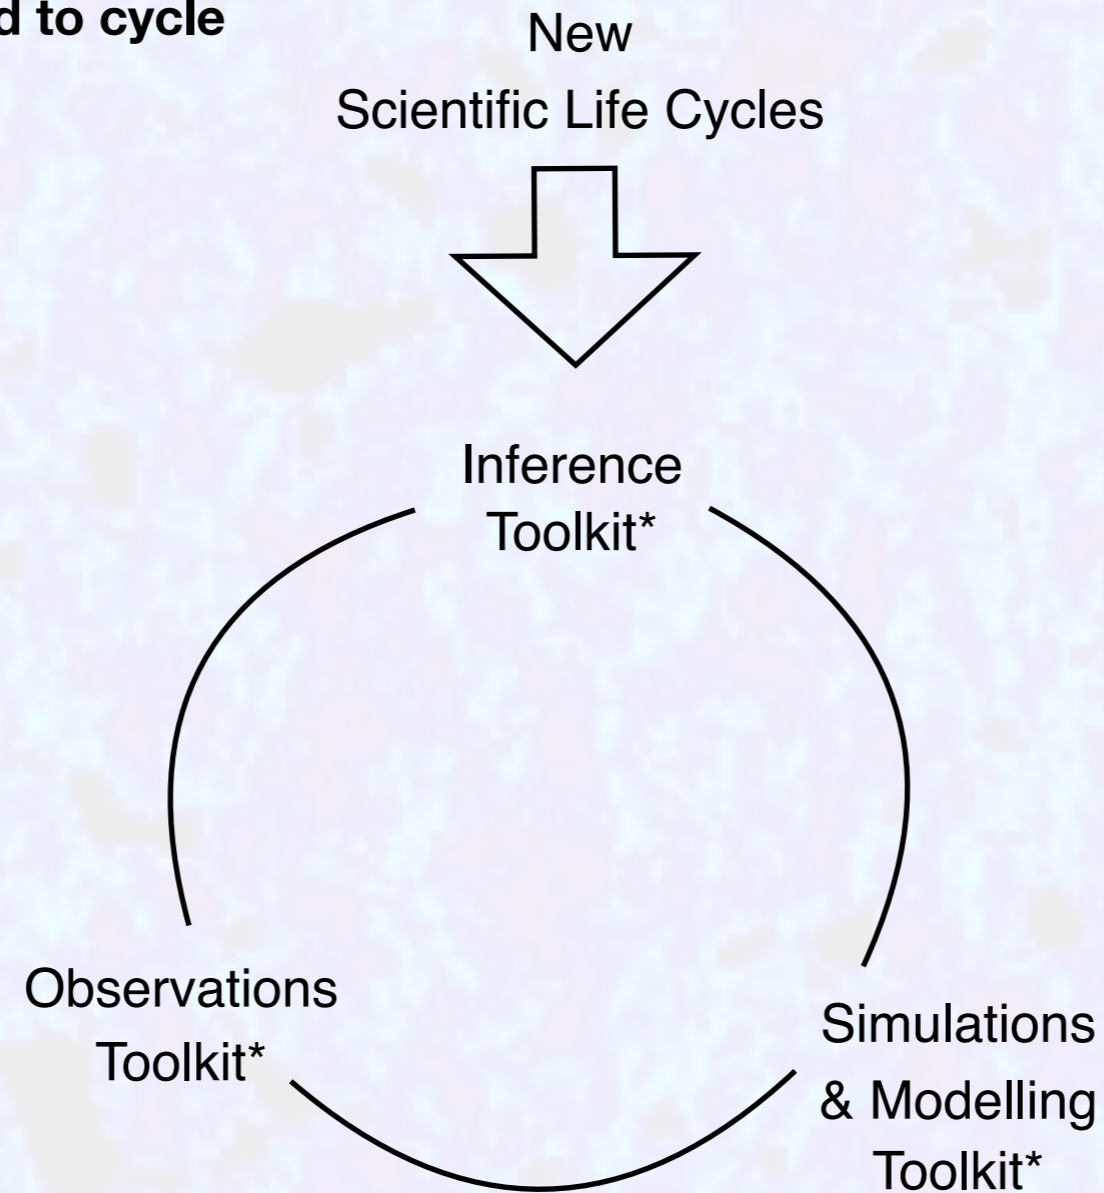 d to cycle
New
Scientific Life Cycles
Inference
Toolkit*
Observations
Toolkit*
Simulations
& Modelling
Toolkit*